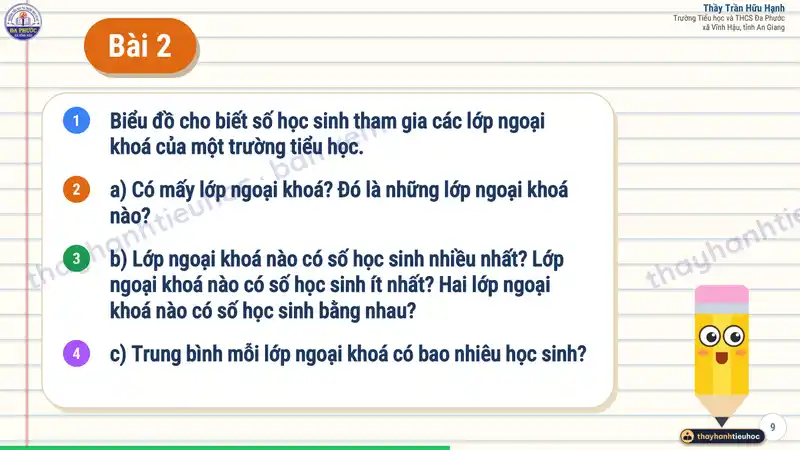 Thầy Trần Hữu Hạnh
Trường Tiểu học và THCS Đa Phước
xã Vĩnh Hậu, tỉnh An Giang
ĐA PHƯỚC
Bài 2
1
Biểu đồ cho biết số học sinh tham gia các lớp ngoại
khoá của một trường tiểu học.
2
a) Có mấy lớp ngoại khoá? Đó là những lớp ngoại khoá
nào?
3
b) Lớp ngoại khoá nào có số học sinh nhiều nhất? Lớp
ngoại khoá nào có số học sinh ít nhất? Hai lớp ngoại
khoá nào có số học sinh bằng nhau?
4
c) Trung bình mỗi lớp ngoại khoá có bao nhiêu học sinh?
thayhanhtieuhoc
9